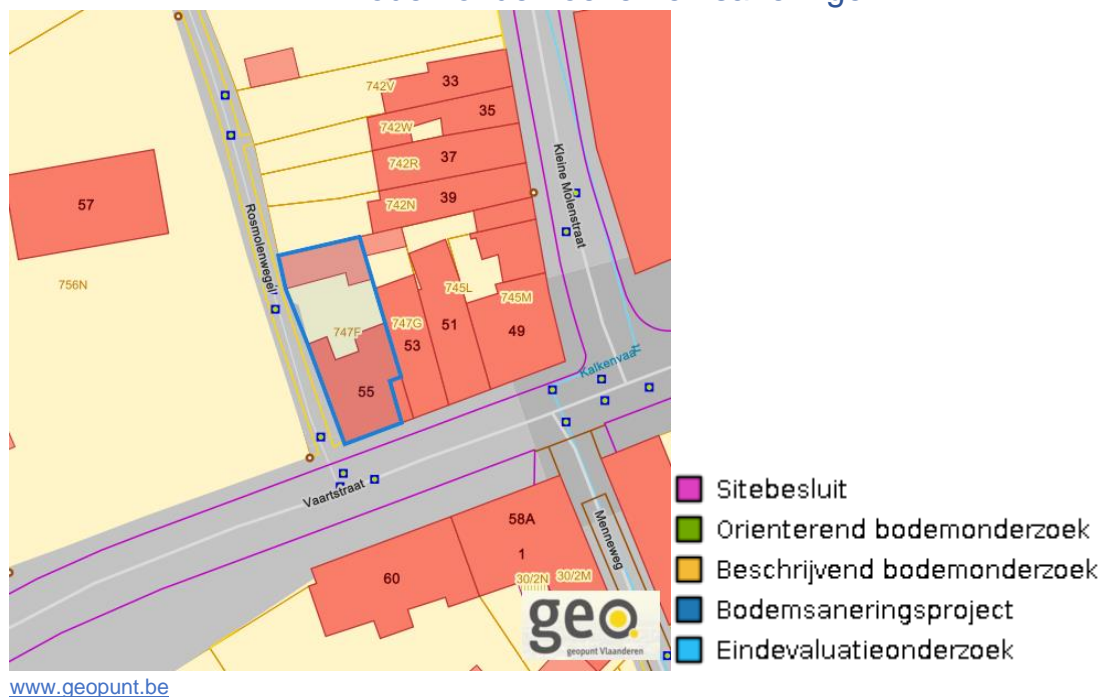 33
742V
35
742W
37
742R
39
742N
57
Kleine Molenstraat
Rosmolenwegel
756N
745L
745M
747F
747G
51
49
53
Kalkenvaart
55
Vaartstraat
58A
1
Menneweg
60
30/2N 30/2M
geo.
geopunt Vlaanderen
Sitebesluit
Orienterend bodemonderzoek
Beschrijvend bodemonderzoek
Bodemsaneringsproject
Eindevaluatieonderzoek
www.geopunt.be